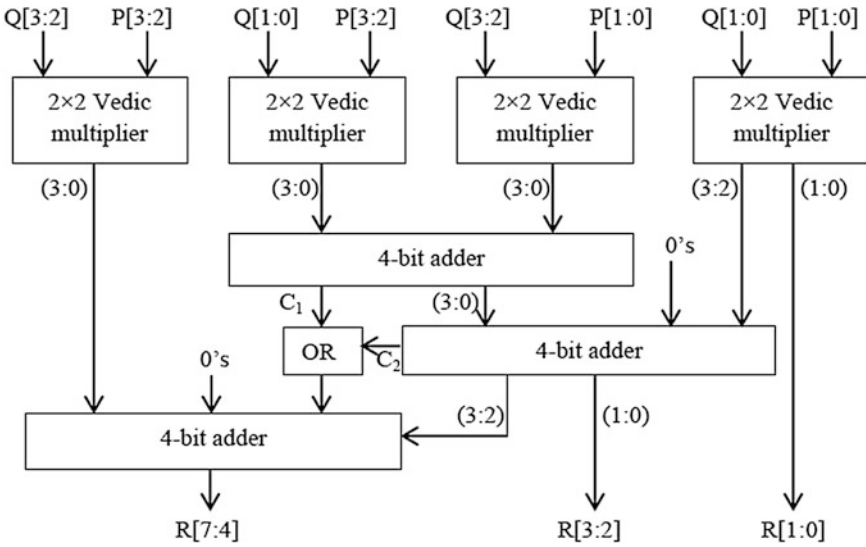 Q[3:2] P[3:2] Q[1:0] P[3:2] Q[3:2] P[1:0] Q[1:0] P[1:0]
2×2 Vedic multiplier
2×2 Vedic multiplier
2×2 Vedic multiplier
2×2 Vedic multiplier
(3:0) (3:0) (3:0) (3:2) (1:0)
4-bit adder
0's
C1 (3:0)
OR
C2
4-bit adder
0's
(3:2) (1:0)
4-bit adder
R[7:4] R[3:2] R[1:0]